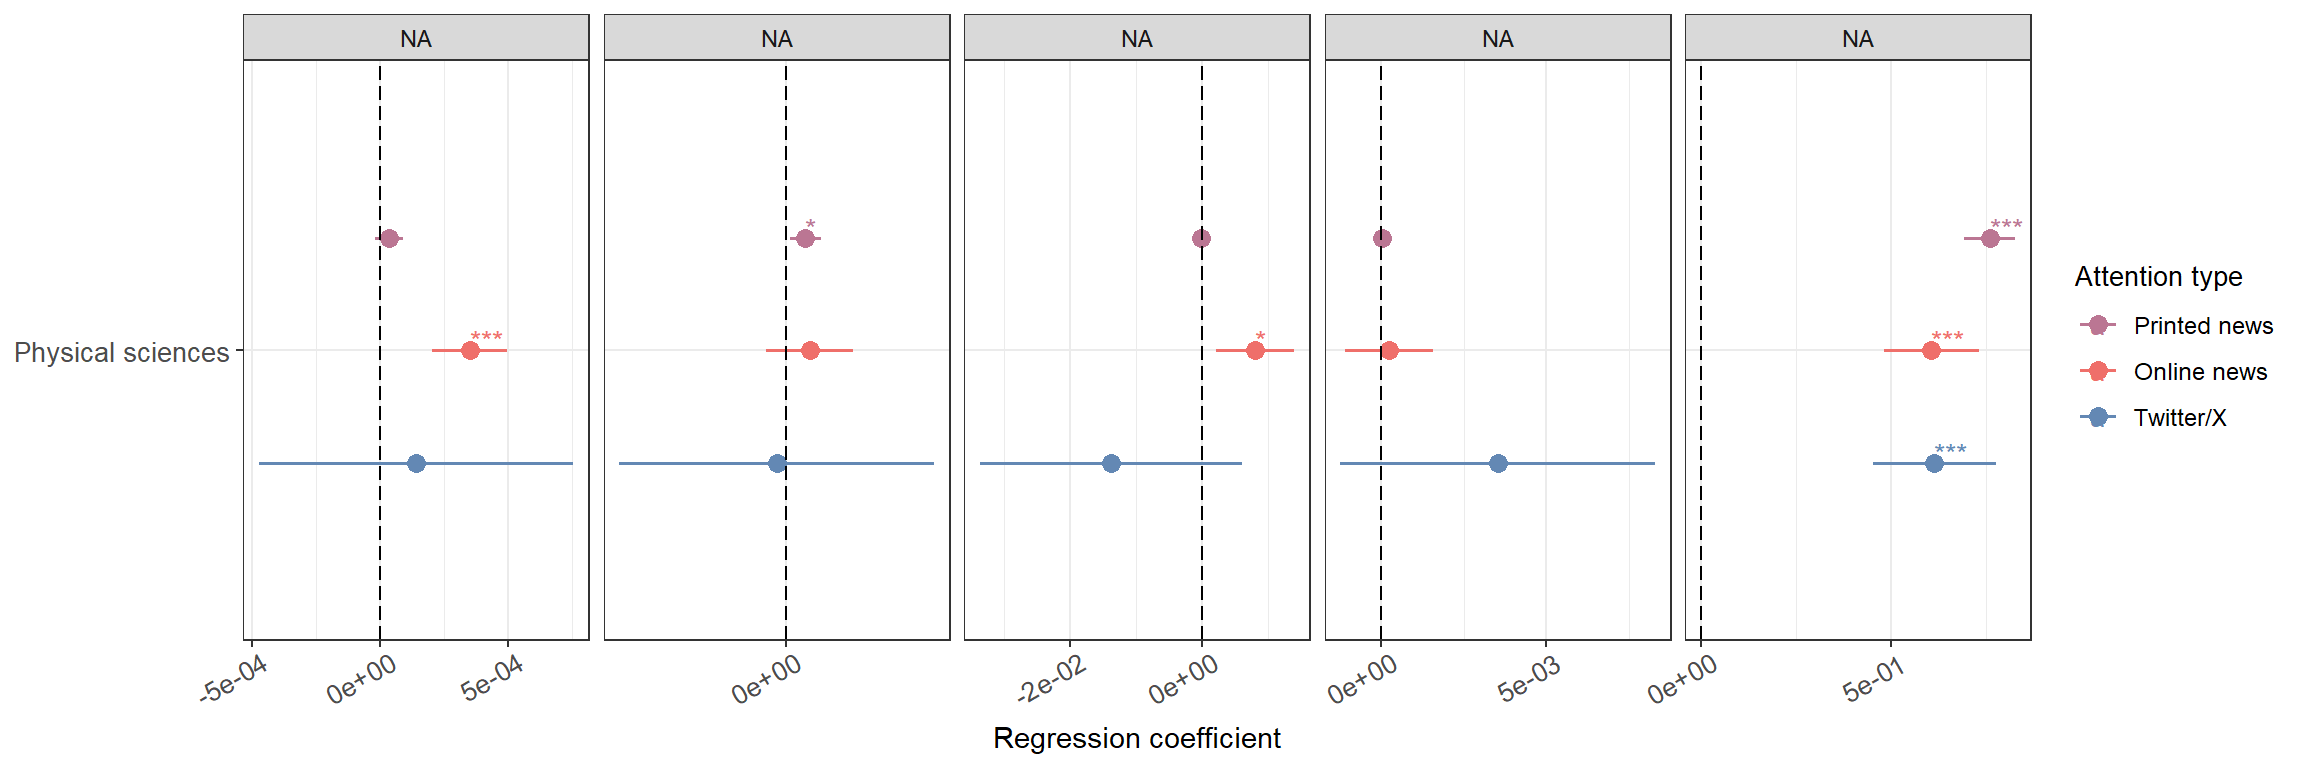 NA NA NA NA NA
*
***
***
*
***
***
Physical sciences
-5e-04 0e+00 5e-04 0e+00 -2e-02 0e+00 0e+00 5e-03 0e+00 5e-01
Regression coefficient
Attention type
Printed news
Online news
Twitter/X